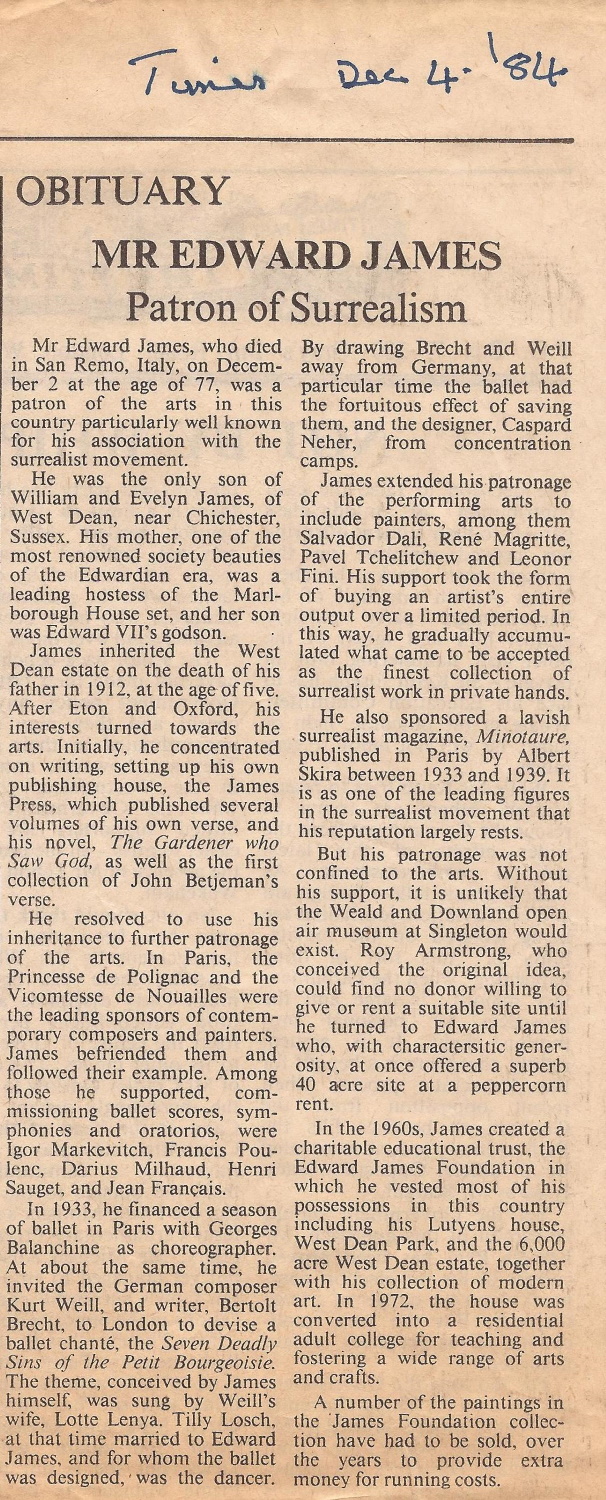 Times Dec 4. '84
OBITUARY
MR EDWARD JAMES
Patron of Surrealism
Mr Edward James, who died
in San Remo, Italy, on Decem-
ber 2 at the age of 77, was a
patron of the arts in this
country particularly well known
for his association with the
surrealist movement.
He was the only son of
William and Evelyn James, of
West Dean, near Chichester,
Sussex. His mother, one of the
most renowned society beauties
of the Edwardian era, was a
leading hostess of the Marl-
borough House set, and her son
was Edward VII's godson.
James inherited the West
Dean estate on the death of his
father in 1912, at the age of five.
After Eton and Oxford, his
interests turned towards the
arts. Initially, he concentrated
on writing, setting up his own
publishing house, the James
Press, which published several
volumes of his own verse, and
his novel, The Gardener who
Saw God, as well as the first
collection of John Betjeman's
verse.
He resolved to use his
inheritance to further patronage
of the arts. In Paris, the
Princesse de Polignac and the
Vicomtesse de Nouailles were
the leading sponsors of contem-
porary composers and painters.
James befriended them and
followed their example. Among
those he supported, com-
missioning ballet scores, sym-
phonies and oratorios, were
Igor Markevitch, Francis Pou-
lenc, Darius Milhaud, Henri
Sauget, and Jean Français.
In 1933, he financed a season
of ballet in Paris with Georges
Balanchine as choreographer.
At about the same time, he
invited the German composer
Kurt Weill, and writer, Bertolt
Brecht, to London to devise a
ballet chanté, the Seven Deadly
Sins of the Petit Bourgeoisie.
The theme, conceived by James
himself, was sung by Weill's
wife, Lotte Lenya. Tilly Losch,
at that time married to Edward
James, and for whom the ballet
was designed, was the dancer.
By drawing Brecht and Weill
away from Germany, at that
particular time the ballet had
the fortuitous effect of saving
them, and the designer, Caspard
Neher, from concentration
camps.
James extended his patronage
of the performing arts to
include painters, among them
Salvador Dali, René Magritte,
Pavel Tchelitchew and Leonor
Fini. His support took the form
of buying an artist's entire
output over a limited period. In
this way, he gradually accumu-
lated what came to be accepted
as the finest collection of
surrealist work in private hands.
He also sponsored a lavish
surrealist magazine, Minotaure,
published in Paris by Albert
Skira between 1933 and 1939. It
is as one of the leading figures
in the surrealist movement that
his reputation largely rests.
But his patronage was not
confined to the arts. Without
his support, it is unlikely that
the Weald and Downland open
air museum at Singleton would
exist. Roy Armstrong, who
conceived the original idea,
could find no donor willing to
give or rent a suitable site until
he turned to Edward James
who, with charactersitic gener-
osity, at once offered a superb
40 acre site at a peppercorn
rent.
In the 1960s, James created a
charitable educational trust, the
Edward James Foundation in
which he vested most of his
possessions in this country
including his Lutyens house,
West Dean Park, and the 6,000
acre West Dean estate, together
with his collection of modern
art. In 1972, the house was
converted into a residential
adult college for teaching and
fostering a wide range of arts
and crafts.
A number of the paintings in
the James Foundation collec-
tion have had to be sold, over
the years to provide extra
money for running costs.